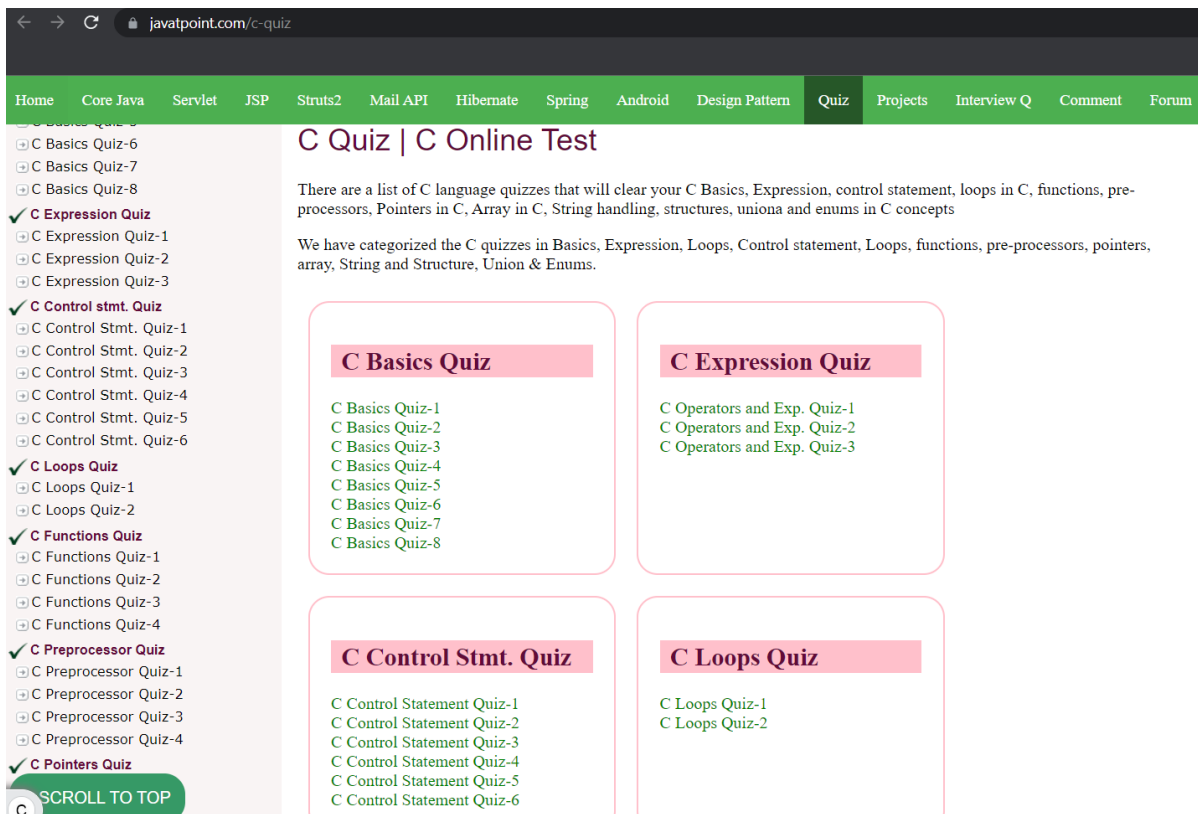 javatpoint.com/c-quiz
Home Core Java Servlet JSP Struts2 Mail API Hibernate Spring Android Design Pattern Quiz Projects Interview Q Comment Forum
C Basics Quiz-6
C Basics Quiz-7
C Basics Quiz-8
C Expression Quiz
C Expression Quiz-1
C Expression Quiz-2
C Expression Quiz-3
C Control stmt. Quiz
C Control Stmt. Quiz-1
C Control Stmt. Quiz-2
C Control Stmt. Quiz-3
C Control Stmt. Quiz-4
C Control Stmt. Quiz-5
C Control Stmt. Quiz-6
C Loops Quiz
C Loops Quiz-1
C Loops Quiz-2
C Functions Quiz
C Functions Quiz-1
C Functions Quiz-2
C Functions Quiz-3
C Functions Quiz-4
C Preprocessor Quiz
C Preprocessor Quiz-1
C Preprocessor Quiz-2
C Preprocessor Quiz-3
C Preprocessor Quiz-4
C Pointers Quiz
SCROLL TO TOP
C
C Quiz | C Online Test
There are a list of C language quizzes that will clear your C Basics, Expression, control statement, loops in C, functions, pre-
processors, Pointers in C, Array in C, String handling, structures, uniona and enums in C concepts
We have categorized the C quizzes in Basics, Expression, Loops, Control statement, Loops, functions, pre-processors, pointers,
array, String and Structure, Union & Enums.
C Basics Quiz
C Basics Quiz-1
C Basics Quiz-2
C Basics Quiz-3
C Basics Quiz-4
C Basics Quiz-5
C Basics Quiz-6
C Basics Quiz-7
C Basics Quiz-8
C Expression Quiz
C Operators and Exp. Quiz-1
C Operators and Exp. Quiz-2
C Operators and Exp. Quiz-3
C Control Stmt. Quiz
C Control Statement Quiz-1
C Control Statement Quiz-2
C Control Statement Quiz-3
C Control Statement Quiz-4
C Control Statement Quiz-5
C Control Statement Quiz-6
C Loops Quiz
C Loops Quiz-1
C Loops Quiz-2